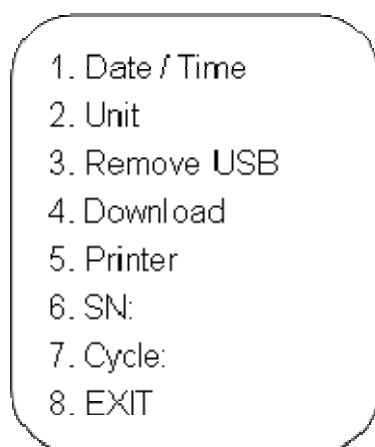 1. Date / Time
2. Unit
3. Remove USB
4. Download
5. Printer
6. SN:
7. Cycle:
8. EXIT